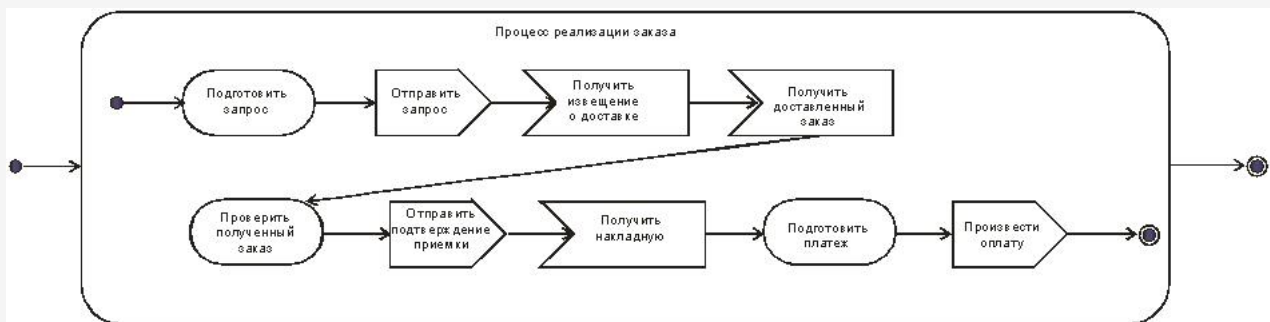 Процесс реализации заказа
Подготовить
запрос
Отправить
запрос
Получить
извещение
о доставке
Получить
доставленный
заказ
Проверить
полученный
заказ
Отправить
подтверждение
приемки
Получить
накладную
Подготовить
платеж
Произвести
оплату